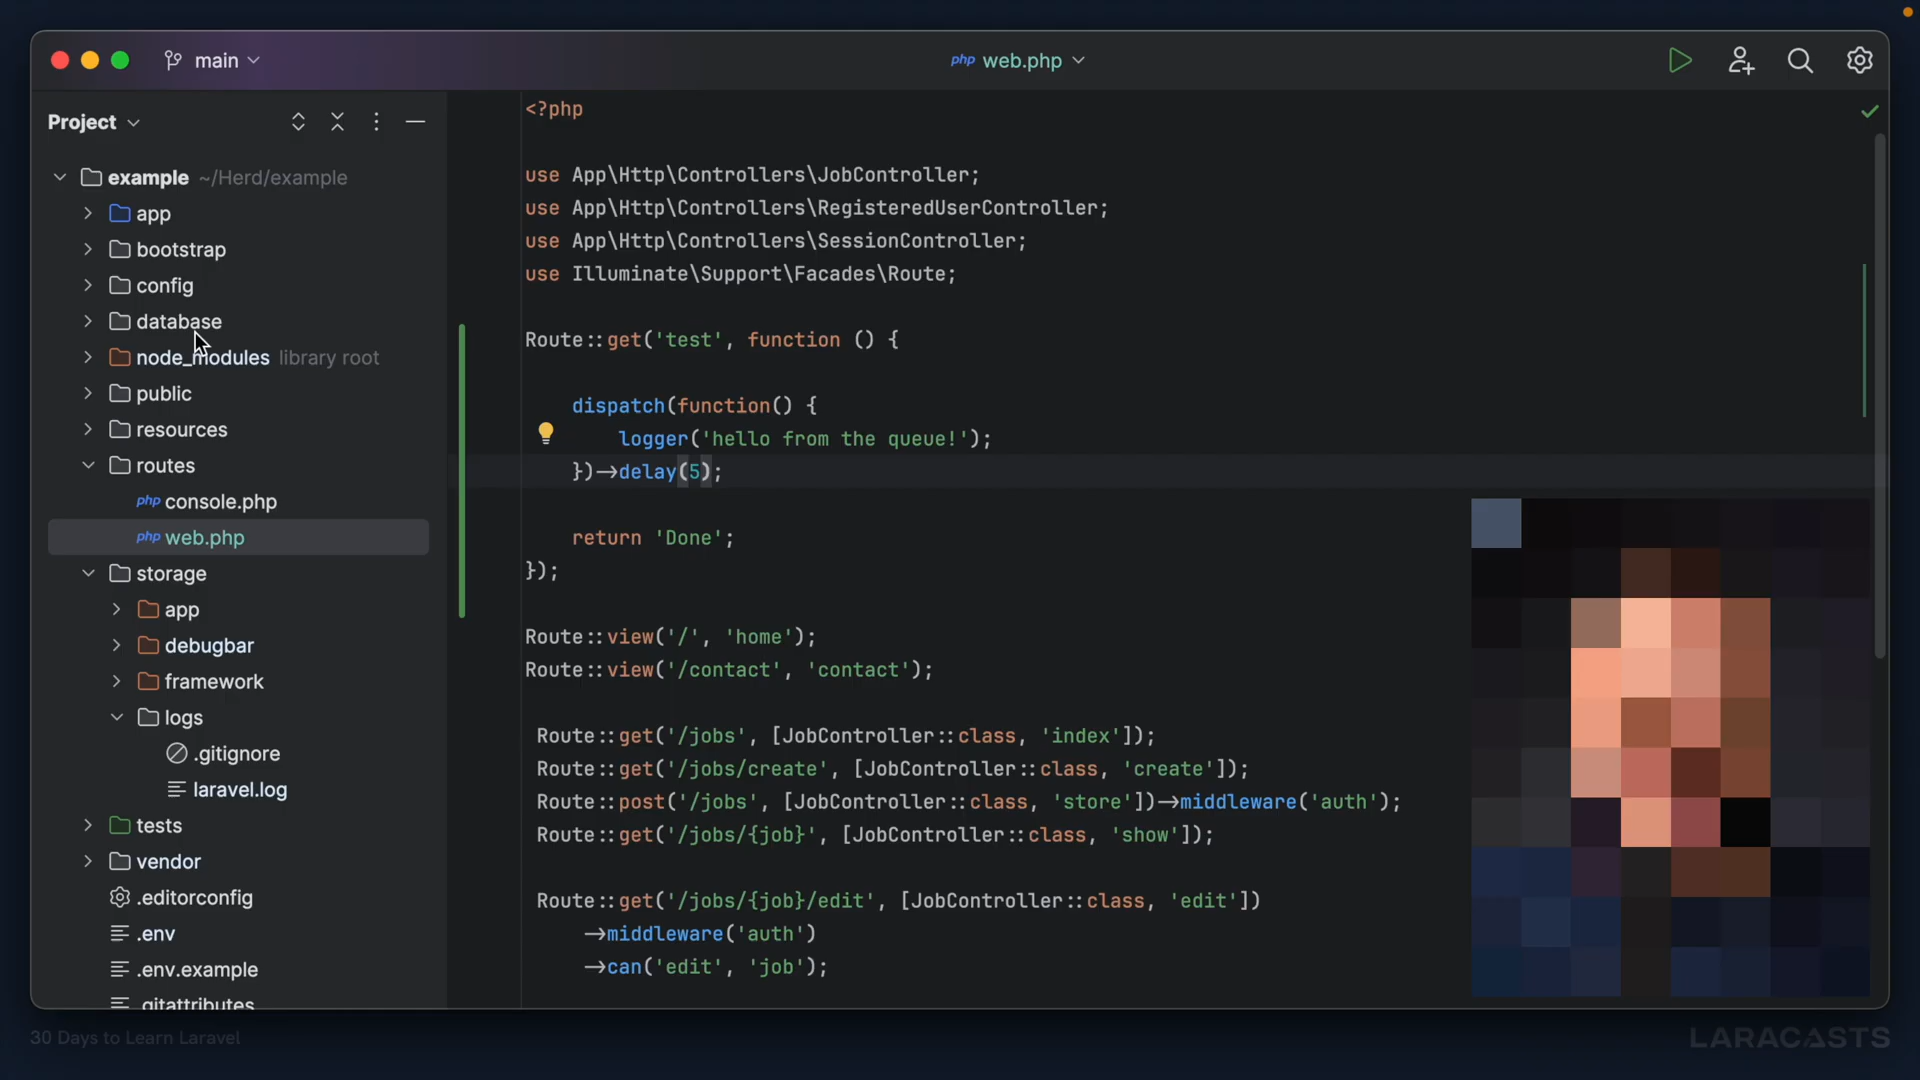 main
php web.php
Project
example ~/Herd/example
app
bootstrap
config
database
node_modules library root
public
resources
routes
php console.php
php web.php
storage
app
debugbar
framework
logs
.gitignore
laravel.log
tests
vendor
.editorconfig
.env
.env.example
.gitattributes
<?php
use App\Http\Controllers\JobController;
use App\Http\Controllers\RegisteredUserController;
use App\Http\Controllers\SessionController;
use Illuminate\Support\Facades\Route;
Route::get('test', function () {
dispatch(function() {
logger('hello from the queue!');
})->delay(5);
return 'Done';
});
Route::view('/', 'home');
Route::view('/contact', 'contact');
Route::get('/jobs', [JobController::class, 'index']);
Route::get('/jobs/create', [JobController::class, 'create']);
Route::post('/jobs', [JobController::class, 'store'])->middleware('auth');
Route::get('/jobs/{job}', [JobController::class, 'show']);
Route::get('/jobs/{job}/edit', [JobController::class, 'edit'])
->middleware('auth')
->can('edit', 'job');
30 Days to Learn Laravel
LARACASTS